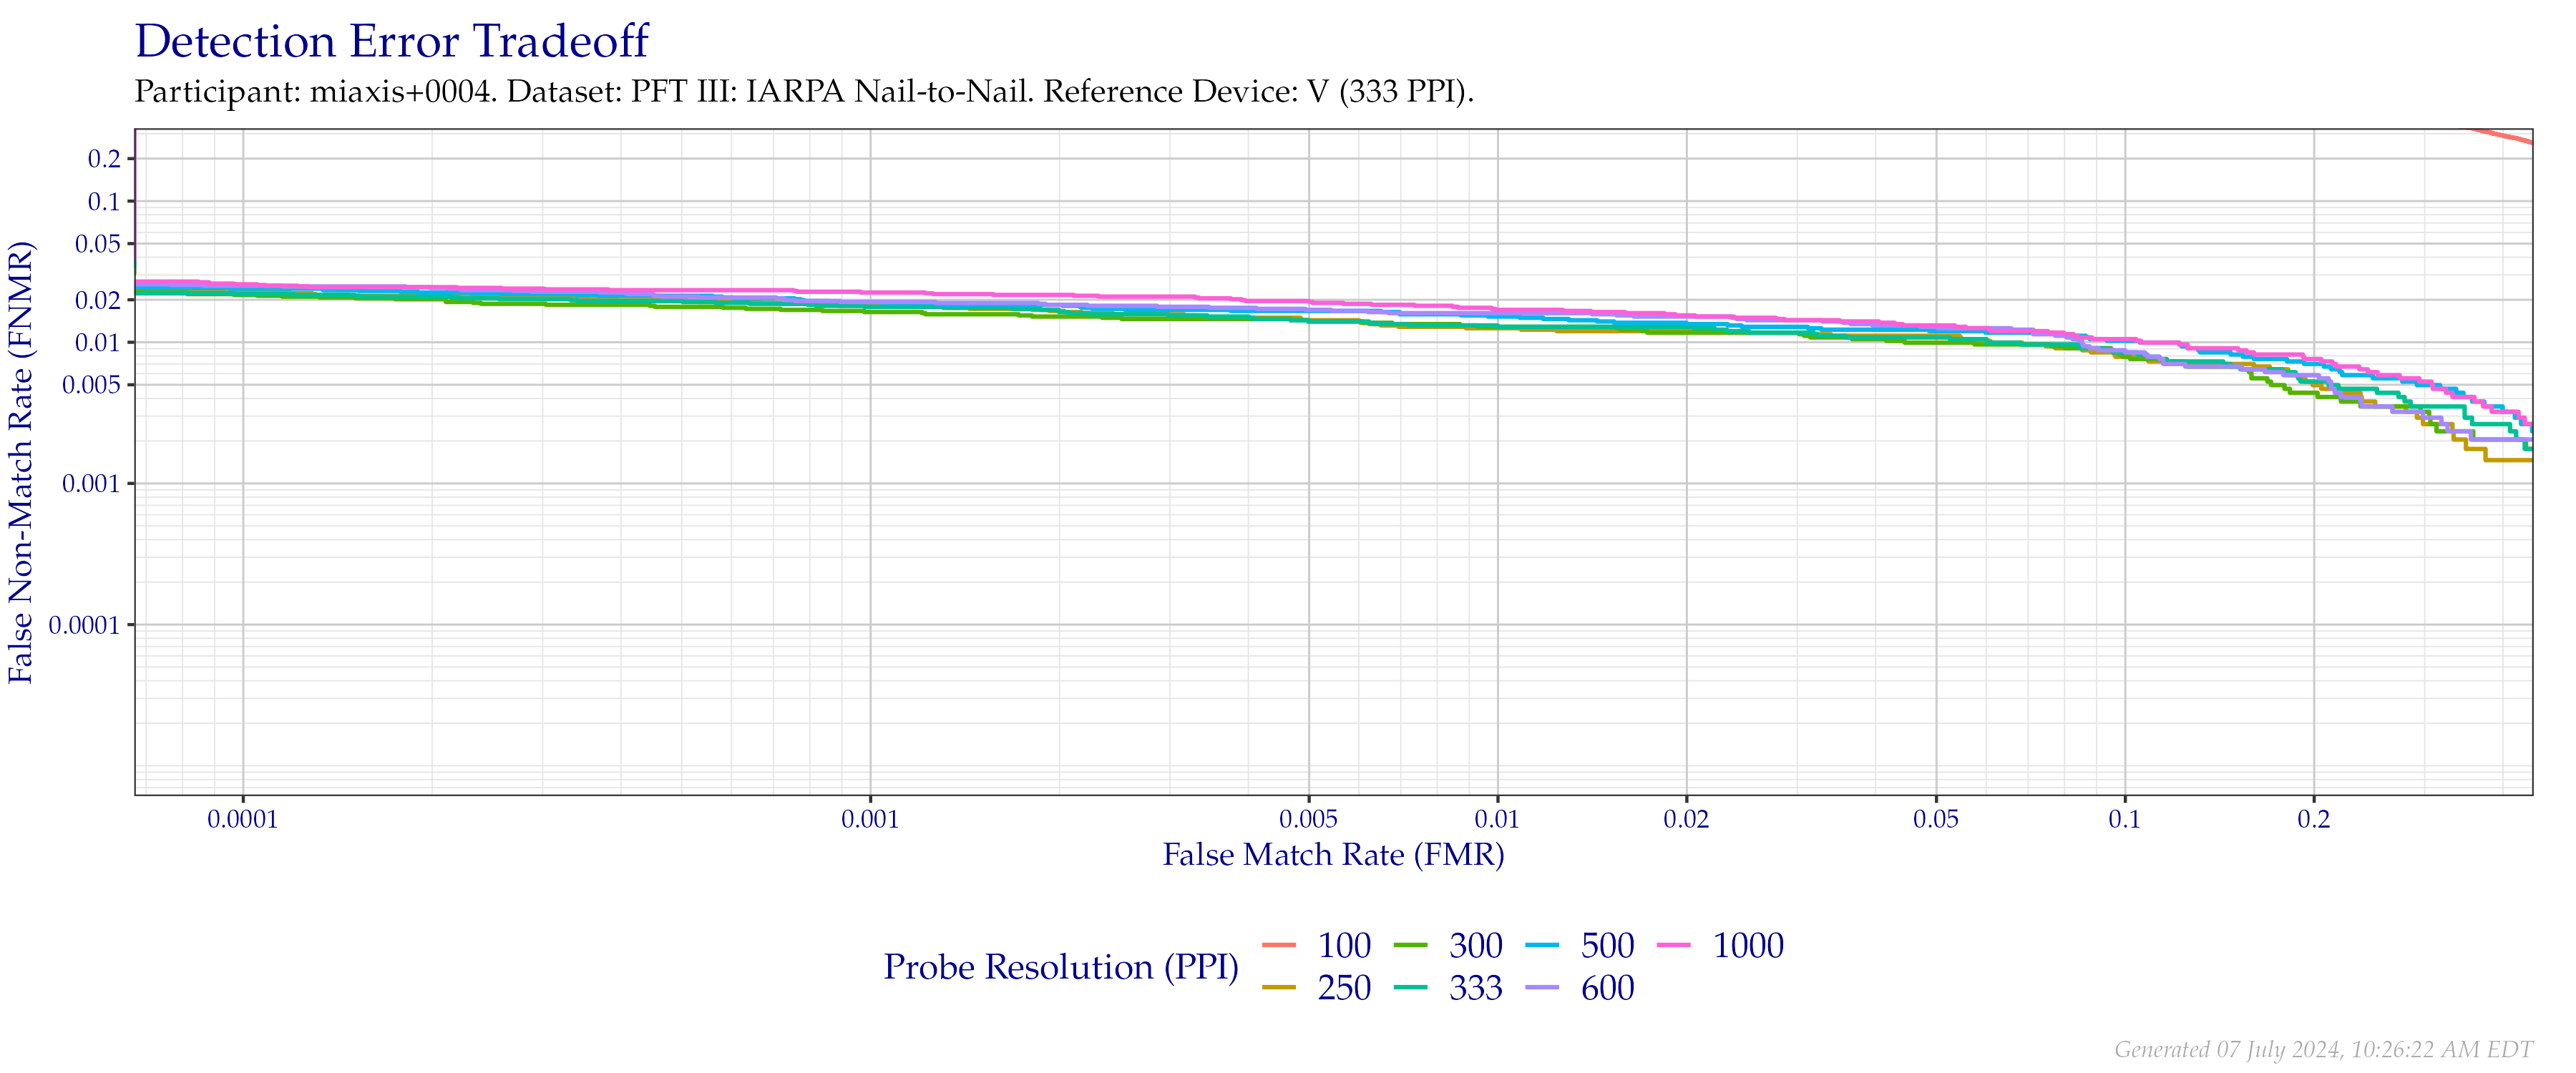 Detection Error Tradeoff
Participant: miaxis+0004. Dataset: PFT III: IARPA Nail-to-Nail. Reference Device: V (333 PPI).
False Non-Match Rate (FNMR)
0.2
0.1
0.05
0.02
0.01
0.005
0.001
0.0001
0.0001 0.001 0.005 0.01 0.02 0.05 0.1 0.2
False Match Rate (FMR)
Probe Resolution (PPI)
100 300 500 1000
250 333 600
Generated 07 July 2024, 10:26:22 AM EDT